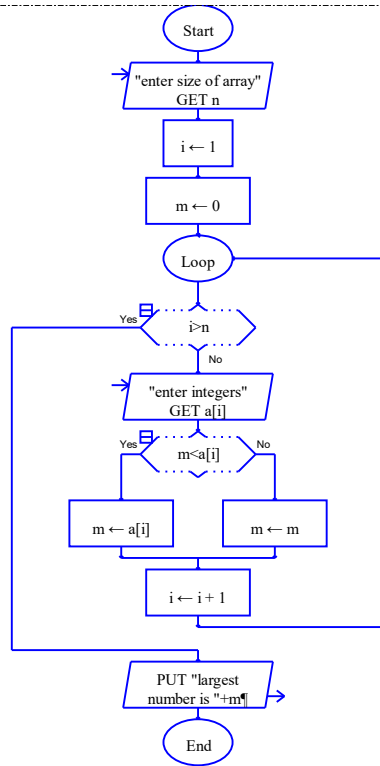 Start
"enter size of array"
GET n
i ← 1
m ← 0
Loop
Yes
i>n
No
"enter integers"
GET a[i]
Yes
m<a[i]
No
m ← a[i]
m ← m
i ← i + 1
PUT "largest
number is "+m¶
End